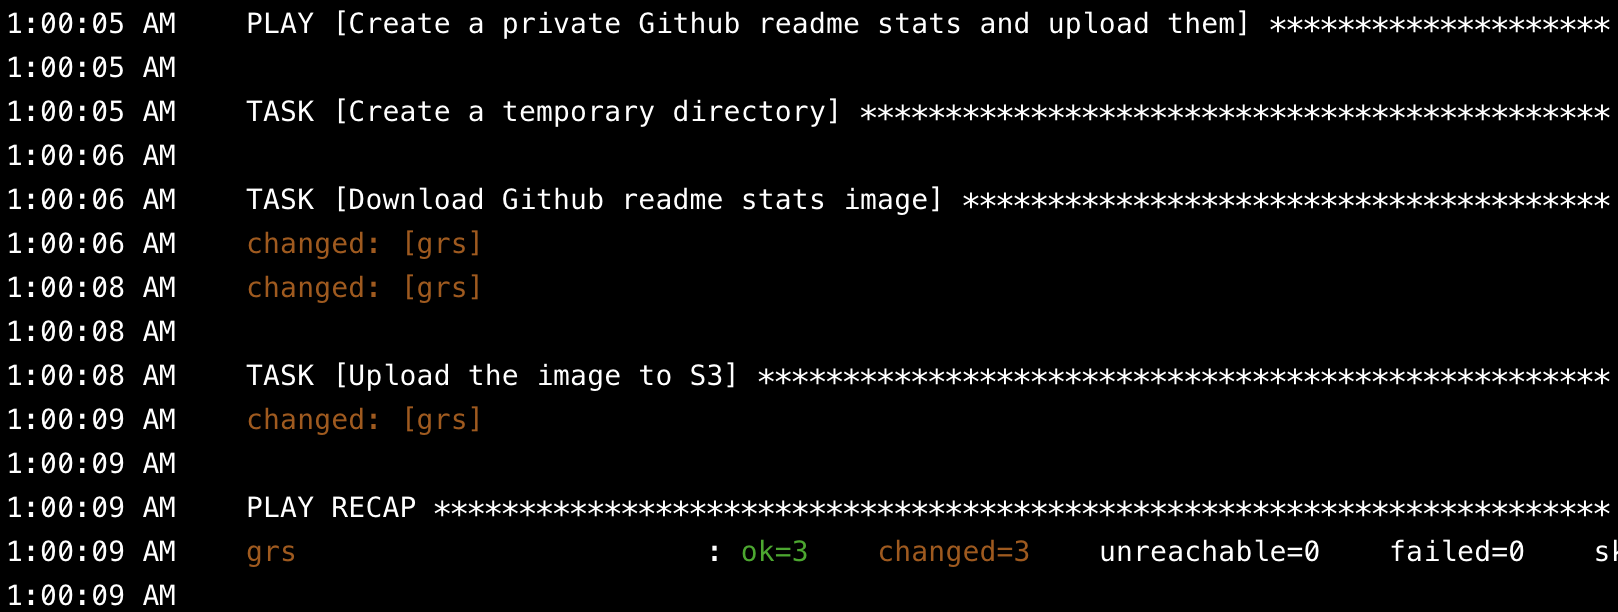 1:00:05 AM PLAY [Create a private Github readme stats and upload them] ********************
1:00:05 AM
1:00:05 AM TASK [Create a temporary directory] ********************************************
1:00:06 AM
1:00:06 AM TASK [Download Github readme stats image] **************************************
1:00:06 AM changed: [grs]
1:00:08 AM changed: [grs]
1:00:08 AM
1:00:08 AM TASK [Upload the image to S3] **************************************************
1:00:09 AM changed: [grs]
1:00:09 AM
1:00:09 AM PLAY RECAP *********************************************************************
1:00:09 AM grs : ok=3 changed=3 unreachable=0 failed=0
1:00:09 AM